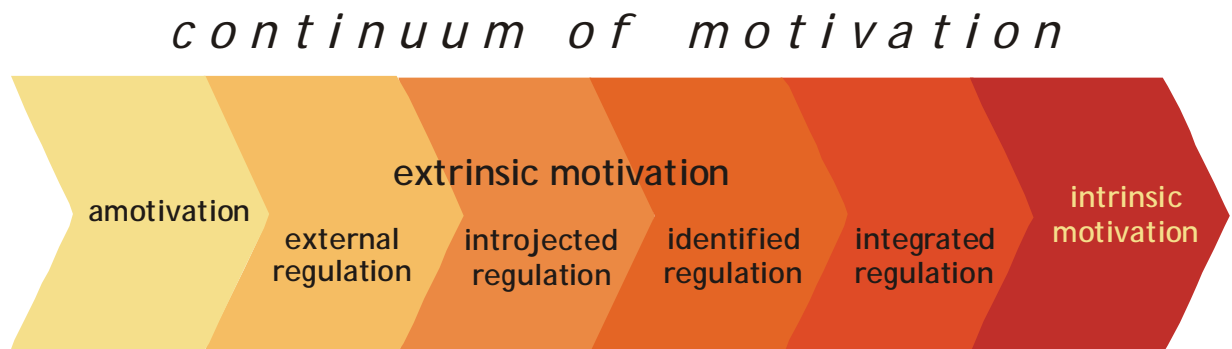 continuum of motivation
extrinsic motivation
amotivation
external
regulation
introjected
regulation
identified
regulation
integrated
regulation
intrinsic
motivation